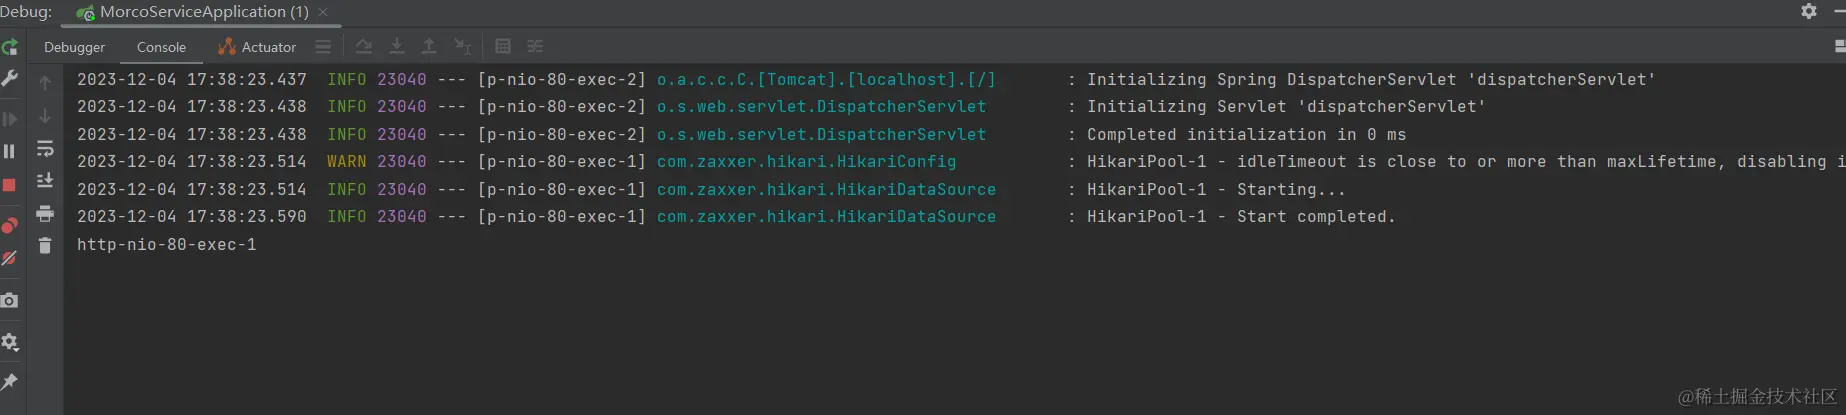 Debug: MorcoServiceApplication (1)
Debugger Console Actuator
2023-12-04 17:38:23.437 INFO 23040 --- [p-nio-80-exec-2] o.a.c.c.C.[Tomcat].[localhost].[/] : Initializing Spring DispatcherServlet 'dispatcherServlet'
2023-12-04 17:38:23.438 INFO 23040 --- [p-nio-80-exec-2] o.s.web.servlet.DispatcherServlet : Initializing Servlet 'dispatcherServlet'
2023-12-04 17:38:23.438 INFO 23040 --- [p-nio-80-exec-2] o.s.web.servlet.DispatcherServlet : Completed initialization in 0 ms
2023-12-04 17:38:23.514 WARN 23040 --- [p-nio-80-exec-1] com.zaxxer.hikari.HikariConfig : HikariPool-1 - idleTimeout is close to or more than maxLifetime, disabling i
2023-12-04 17:38:23.514 INFO 23040 --- [p-nio-80-exec-1] com.zaxxer.hikari.HikariDataSource : HikariPool-1 - Starting...
2023-12-04 17:38:23.590 INFO 23040 --- [p-nio-80-exec-1] com.zaxxer.hikari.HikariDataSource : HikariPool-1 - Start completed.
http-nio-80-exec-1
@稀土掘金技术社区